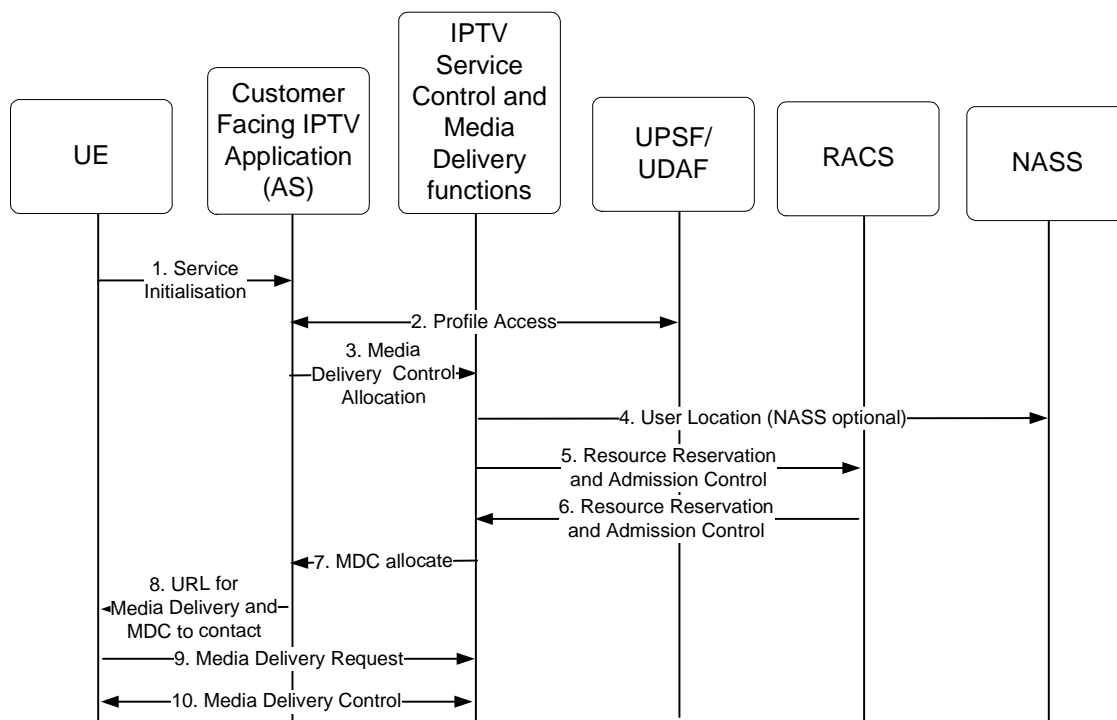 UE
Customer
Facing IPTV
Application
(AS)
IPTV
Service
Control and
Media
Delivery
functions
UPSF/
UDAF
RACS
NASS
1. Service
Initialisation
2. Profile Access
3. Media
Delivery Control
Allocation
4. User Location (NASS optional)
5. Resource Reservation
and Admission Control
6. Resource Reservation
and Admission Control
7. MDC allocate
8. URL for
Media Delivery and
MDC to contact
9. Media Delivery Request
10. Media Delivery Control